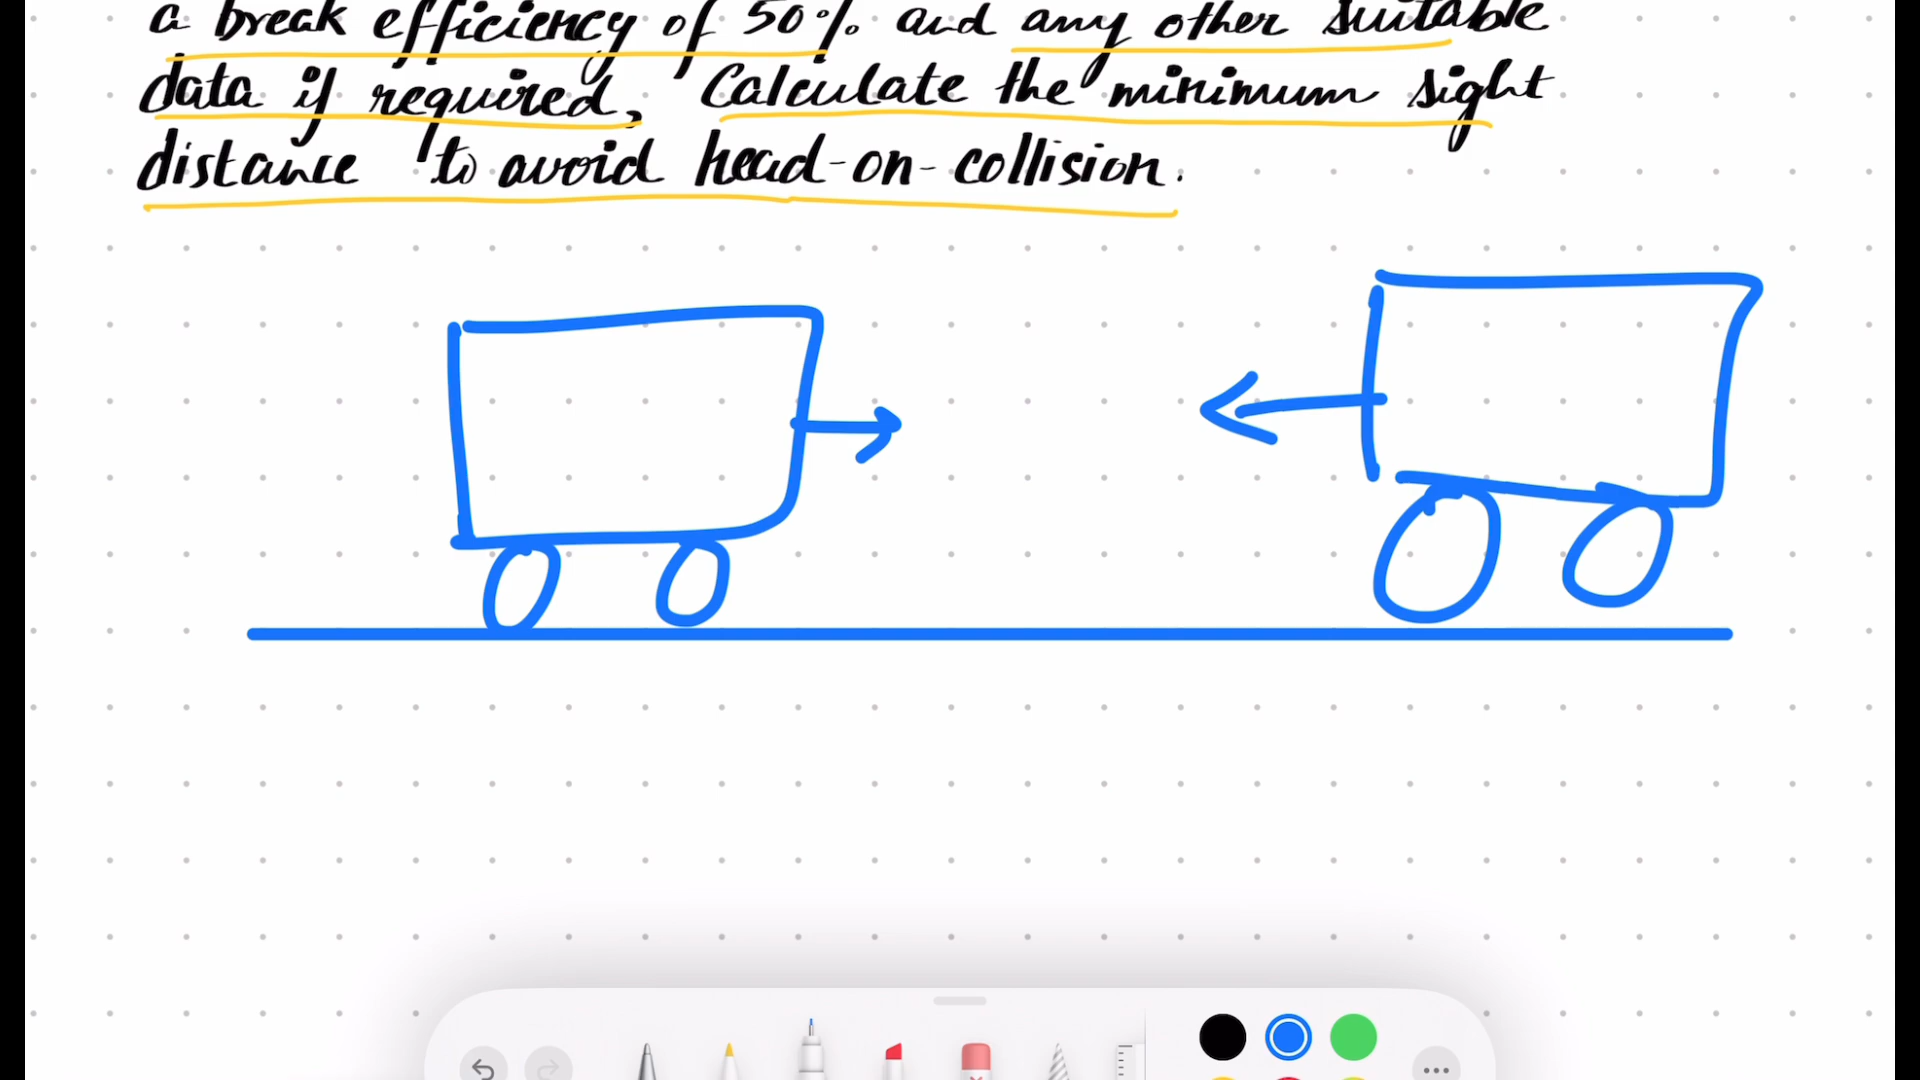 a break efficiency of 50% and any other suitable
data if required, Calculate the minimum sight
distance to avoid head-on-collision.